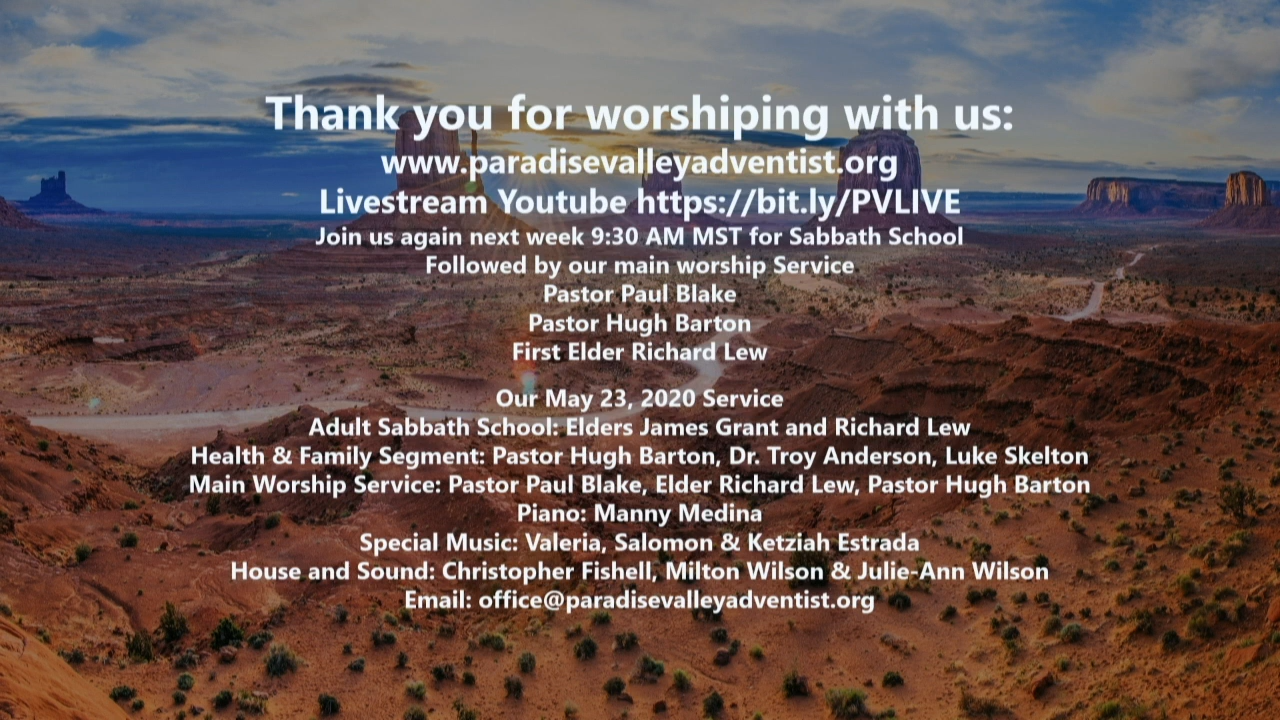 Thank you for worshiping with us:
www.paradisevalleyadventist.org
Livestream Youtube https://bit.ly/PVLIVE
Join us again next week 9:30 AM MST for Sabbath School
Followed by our main worship Service
Pastor Paul Blake
Pastor Hugh Barton
First Elder Richard Lew
Our May 23, 2020 Service
Adult Sabbath School: Elders James Grant and Richard Lew
Health & Family Segment: Pastor Hugh Barton, Dr. Troy Anderson, Luke Skelton
Main Worship Service: Pastor Paul Blake, Elder Richard Lew, Pastor Hugh Barton
Piano: Manny Medina
Special Music: Valeria, Salomon & Ketziah Estrada
House and Sound: Christopher Fishell, Milton Wilson & Julie-Ann Wilson
Email: office@paradisevalleyadventist.org